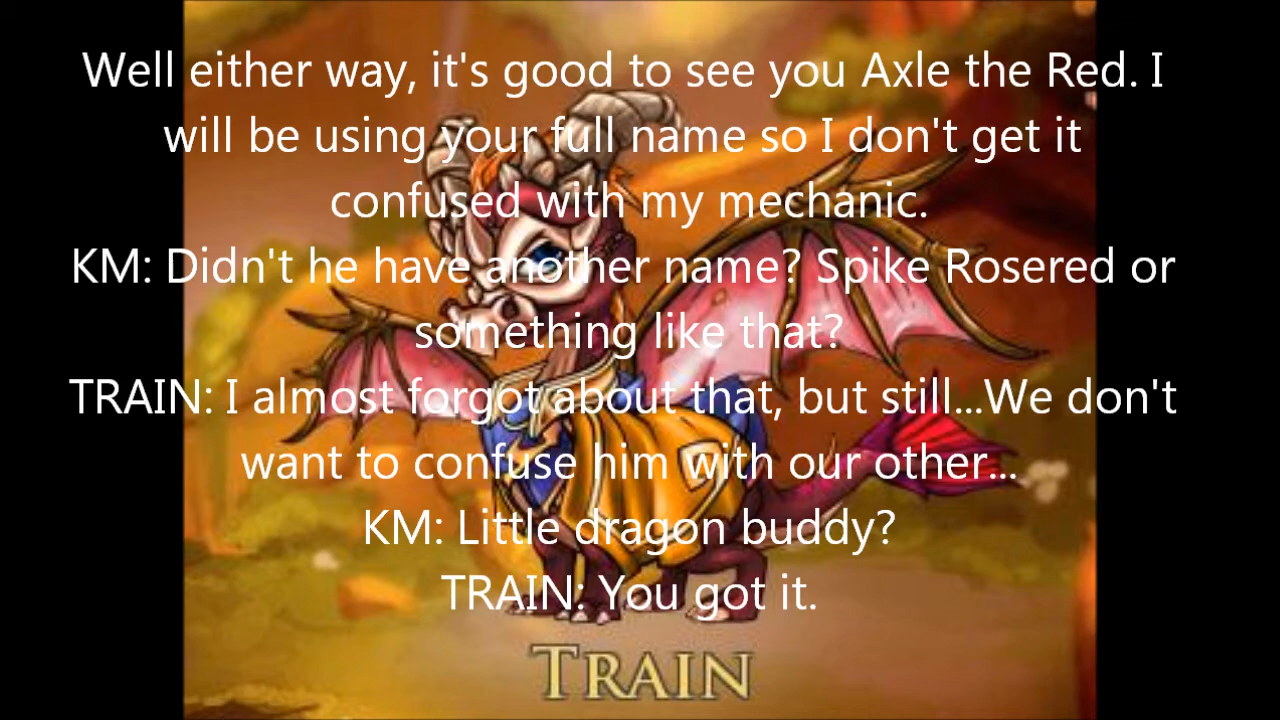 Well either way, it's good to see you Axle the Red. I
will be using your full name so I don't get it
confused with my mechanic.
KM: Didn't he have another name? Spike Rosered or
something like that?
TRAIN: I almost forgot about that, but still...We don't
want to confuse him with our other...
KM: Little dragon buddy?
TRAIN: You got it.
TRAIN